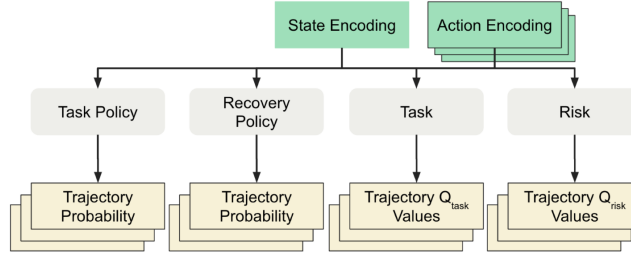 State Encoding
Action Encoding
Task Policy
Recovery
Policy
Task
Risk
Trajectory
Probability
Trajectory
Probability
Trajectory Qtask
Values
Trajectory Qrisk
Values